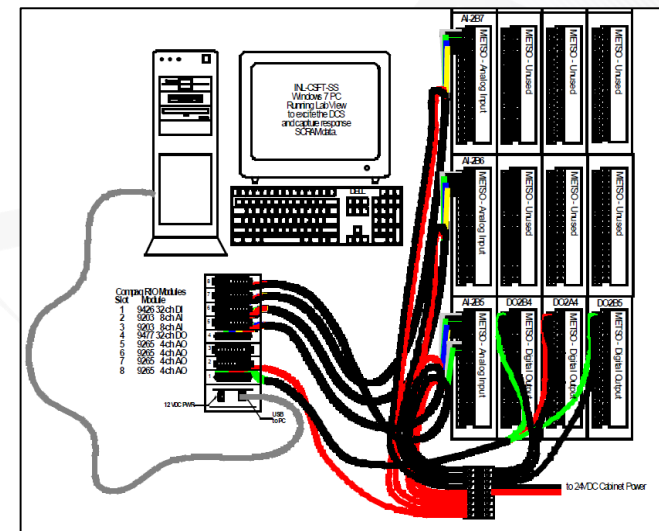 AI-2B7
METSO - Analog Input
METSO - Unused
METSO - Unused
METSO - Unused
INL-CSFT-SS
Windows 7 PC
Running LabView
to excite the DCS
and capture response
SCRAM data.
DELL
AI-2B6
METSO - Analog Input
METSO - Unused
METSO - Unused
METSO - Unused
Compaq RIO Modules
Slot Module
1 9426 32ch DI
2 9203 8ch AI
3 9203 8ch AI
4 9477 32ch DO
5 9265 4ch AO
6 9265 4ch AO
7 9265 4ch AO
8 9265 4ch AO
AI-2B5
DO2B4
DO2A4
DO2B5
METSO - Analog Input
METSO - Digital Output
METSO - Digital Output
METSO - Digital Output
12 VDC PWR
USB
to PC
to 24VDC Cabinet Power